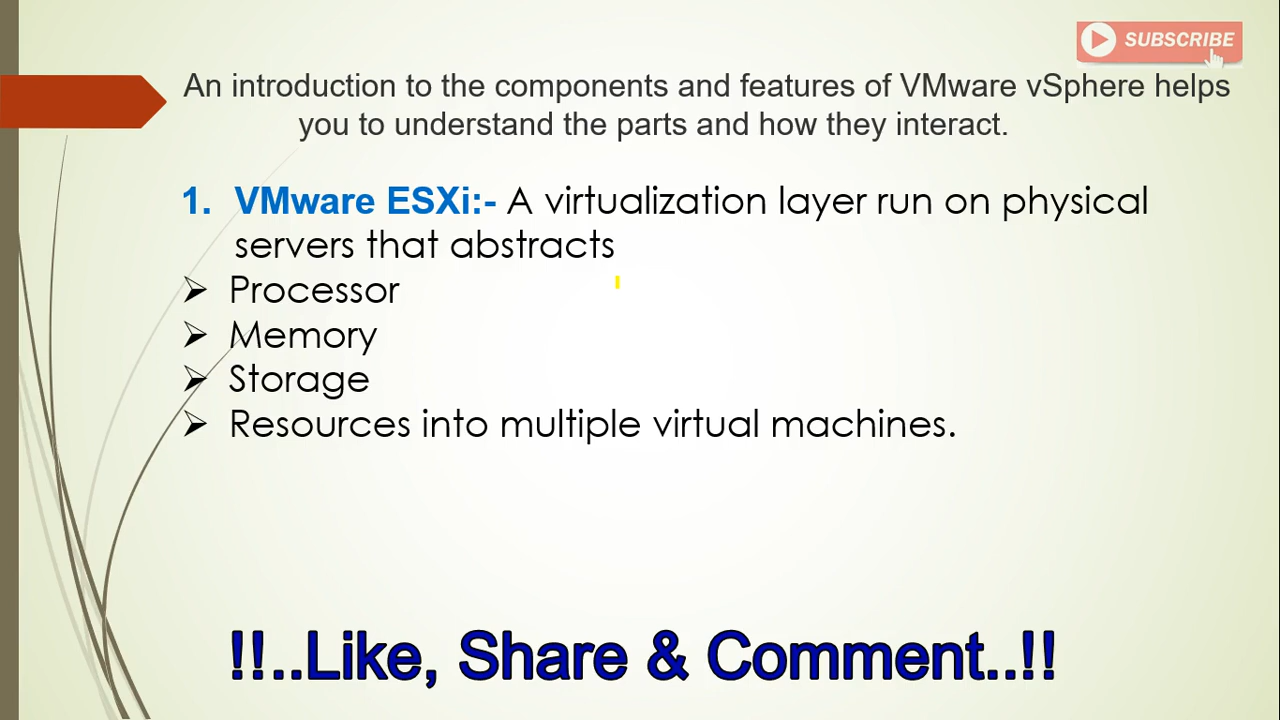 SUBSCRIBE
An introduction to the components and features of VMware vSphere helps
you to understand the parts and how they interact.
1. VMware ESXi:- A virtualization layer run on physical
servers that abstracts
➢ Processor
➢ Memory
➢ Storage
➢ Resources into multiple virtual machines.
!!..Like, Share & Comment..!!